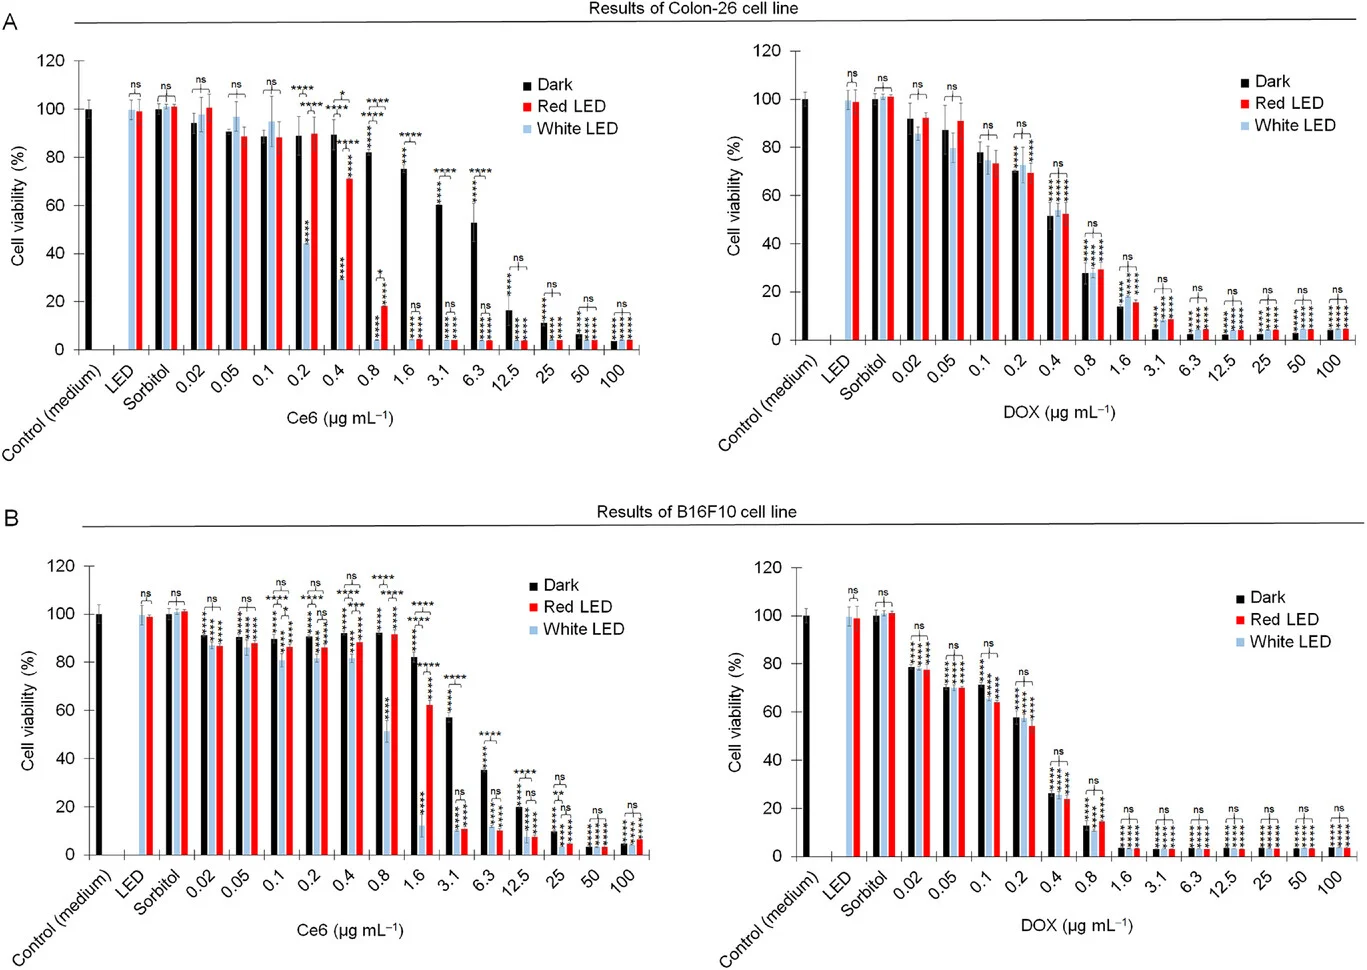 A
Results of Colon-26 cell line
Cell viability (%)
120
100
80
60
40
20
0
Dark
Red LED
White LED
Control (medium) LED Sorbitol 0.02 0.05 0.1 0.2 0.4 0.8 1.6 3.1 6.3 12.5 25 50 100
Ce6 (µg mL⁻¹)
Cell viability (%)
120
100
80
60
40
20
0
Dark
Red LED
White LED
Control (medium) LED Sorbitol 0.02 0.05 0.1 0.2 0.4 0.8 1.6 3.1 6.3 12.5 25 50 100
DOX (µg mL⁻¹)
B
Results of B16F10 cell line
Cell viability (%)
120
100
80
60
40
20
0
Dark
Red LED
White LED
Control (medium) LED Sorbitol 0.02 0.05 0.1 0.2 0.4 0.8 1.6 3.1 6.3 12.5 25 50 100
Ce6 (µg mL⁻¹)
Cell viability (%)
120
100
80
60
40
20
0
Dark
Red LED
White LED
Control (medium) LED Sorbitol 0.02 0.05 0.1 0.2 0.4 0.8 1.6 3.1 6.3 12.5 25 50 100
DOX (µg mL⁻¹)